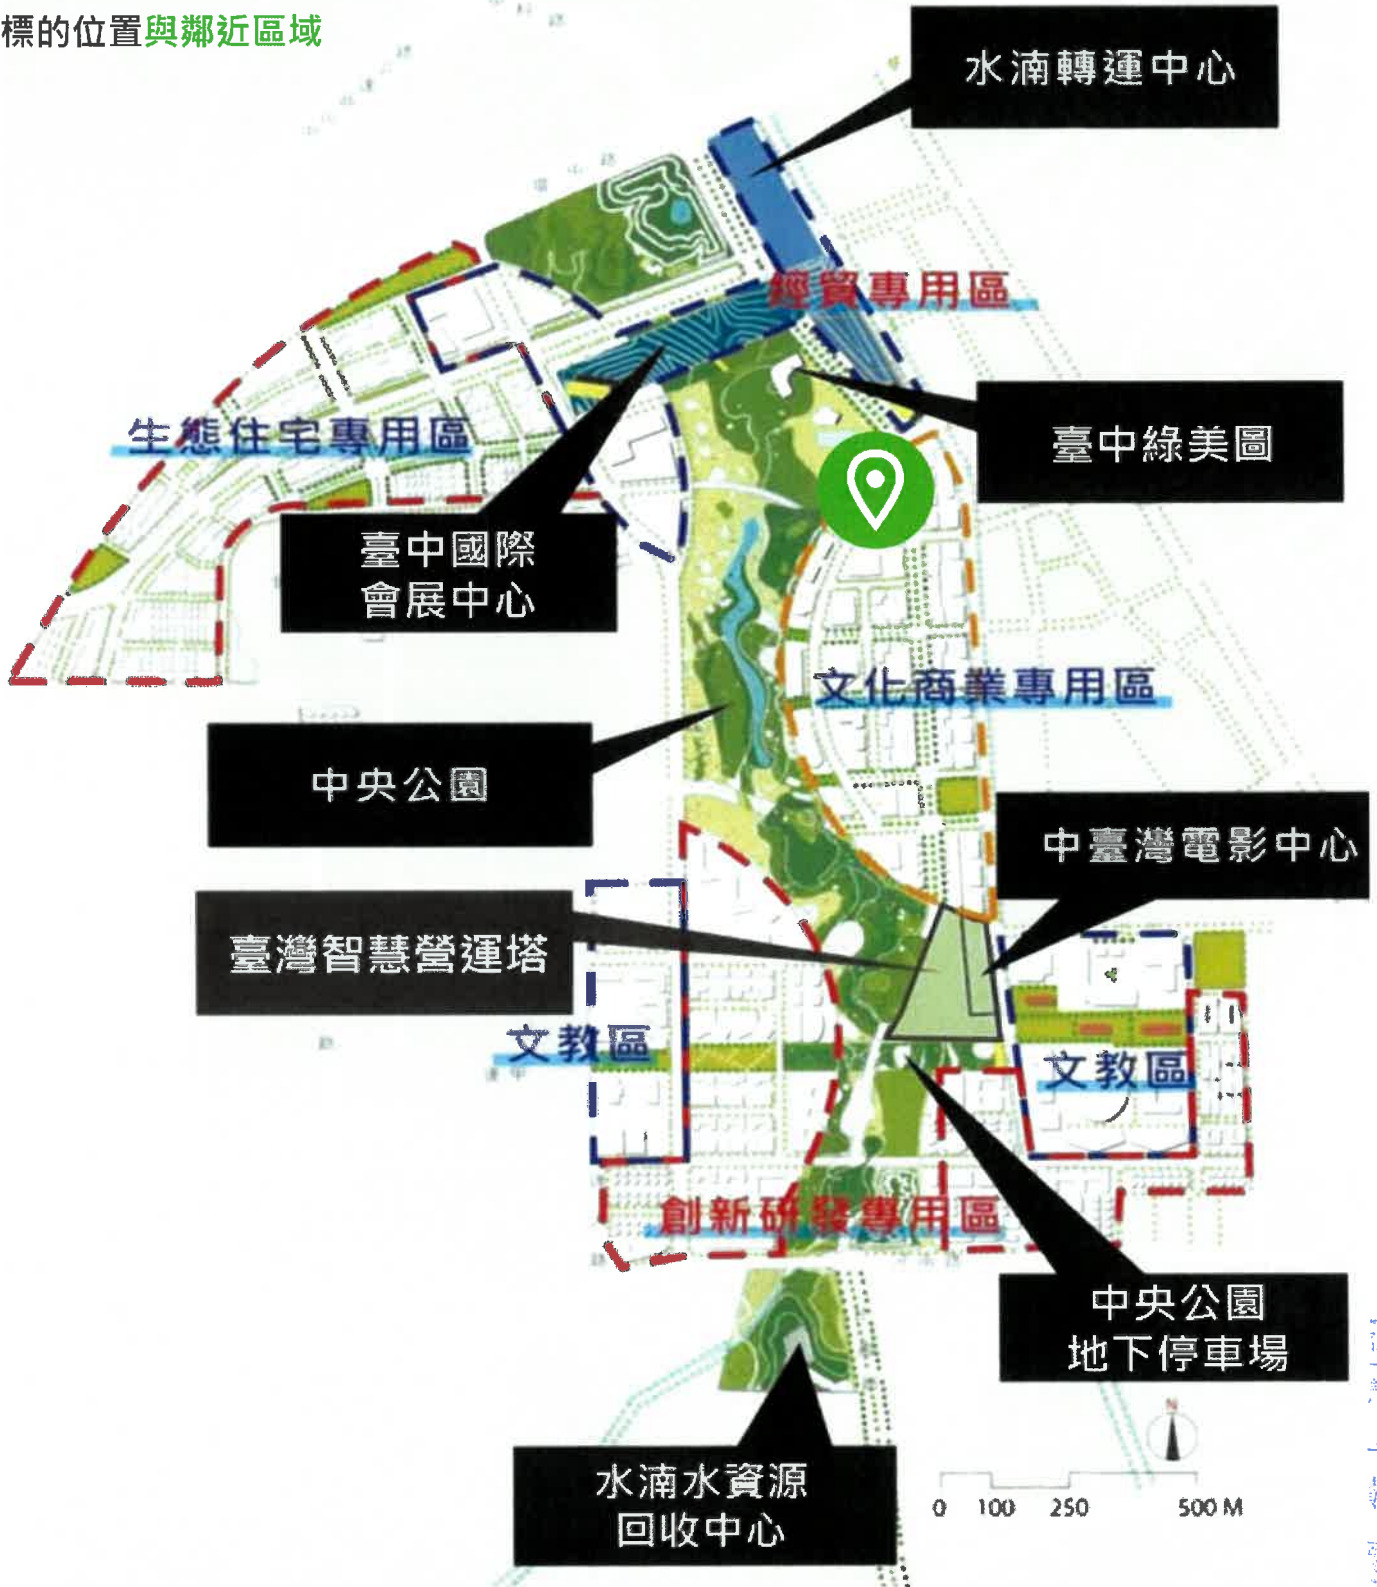 標的位置與鄰近區域
水湳轉運中心
經貿專用區
生態住宅專用區
臺中綠美圖
臺中國際
會展中心
文化商業專用區
中央公園
中臺灣電影中心
臺灣智慧營運塔
文教區
文教區
創新研發專用區
中央公園
地下停車場
水湳水資源
回收中心
N
0 100 250 500 M